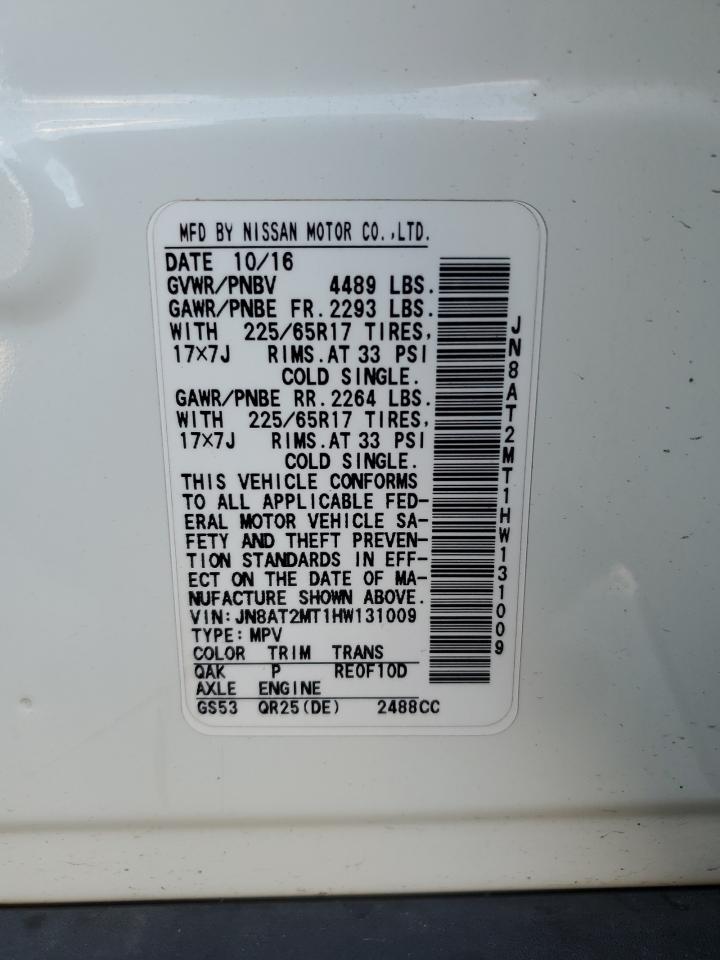 MFD BY NISSAN MOTOR CO.,LTD.
DATE 10/16
GVWR/PNBV 4489 LBS.
GAWR/PNBE FR.2293 LBS.
WITH 225/65R17 TIRES,
17×7J RIMS.AT 33 PSI
COLD SINGLE.
GAWR/PNBE RR.2264 LBS.
WITH 225/65R17 TIRES,
17×7J RIMS.AT 33 PSI
COLD SINGLE.
THIS VEHICLE CONFORMS
TO ALL APPLICABLE FED-
ERAL MOTOR VEHICLE SA-
FETY AND THEFT PREVEN-
TION STANDARDS IN EFF-
ECT ON THE DATE OF MA-
NUFACTURE SHOWN ABOVE.
VIN:JN8AT2MT1HW131009
TYPE:MPV
COLOR TRIM TRANS
QAK P RE0F10D
AXLE ENGINE
GS53 QR25(DE) 2488CC
JN8AT2MT1HW131009